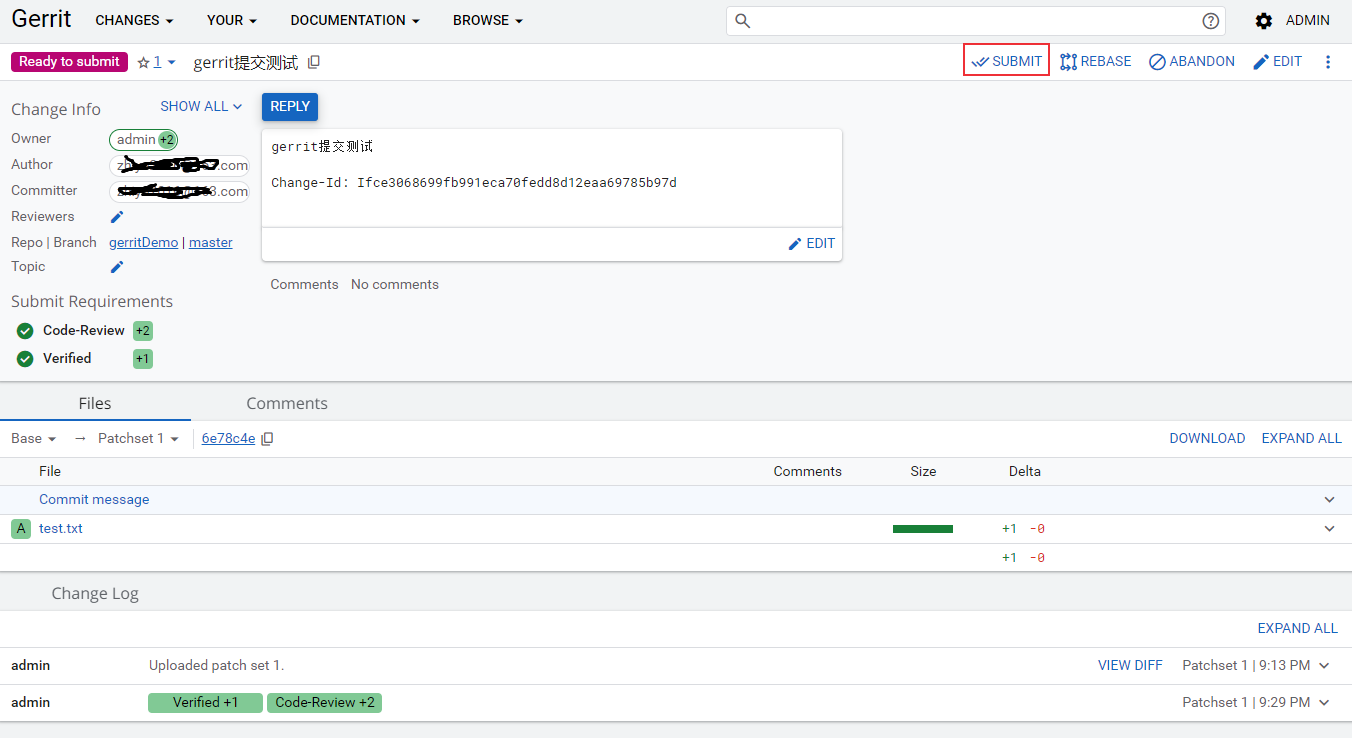 Gerrit CHANGES YOUR DOCUMENTATION BROWSE ADMIN
Ready to submit 1 gerrit提交测试 SUBMIT REBASE ABANDON EDIT
Change Info SHOW ALL REPLY
Owner admin +2
gerrit提交测试
Author .com
Change-Id: Ifce3068699fb991eca70fedd8d12eaa69785b97d
Committer 3.com
Reviewers
Repo | Branch gerritDemo | master
EDIT
Topic
Comments No comments
Submit Requirements
Code-Review +2
Verified +1
Files Comments
Base → Patchset 1 6e78c4e DOWNLOAD EXPAND ALL
File Comments Size Delta
Commit message
A test.txt +1 -0
+1 -0
Change Log
EXPAND ALL
admin Uploaded patch set 1. VIEW DIFF Patchset 1 | 9:13 PM
admin Verified +1 Code-Review +2 Patchset 1 | 9:29 PM